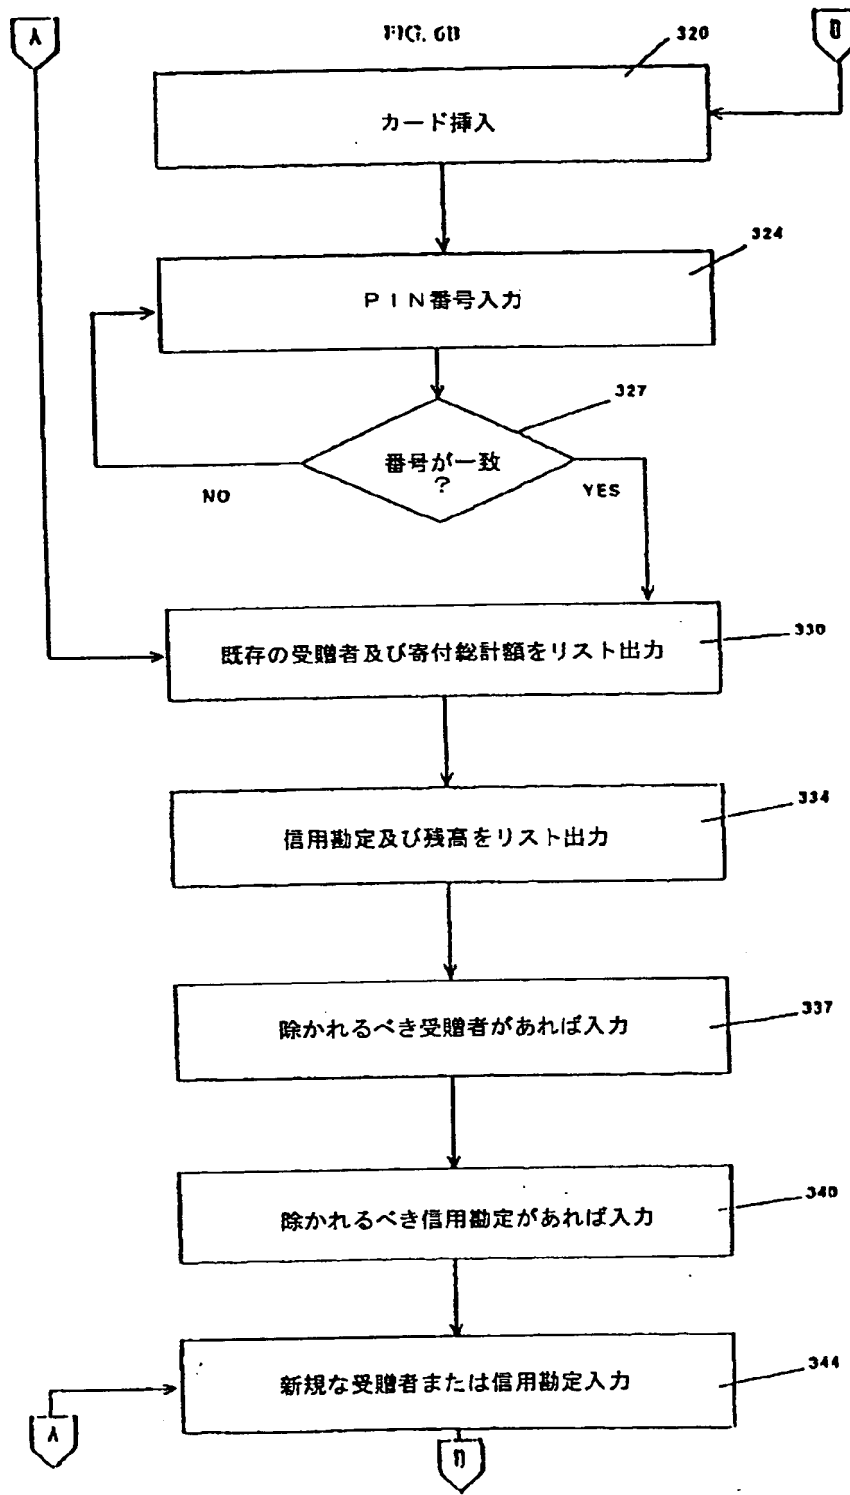 A
FIG. 6B
320
B
カード挿入
324
PIN番号入力
327
番号が一致
?
NO
YES
330
既存の受贈者及び寄付総計額をリスト出力
334
信用勘定及び残高をリスト出力
337
除かれるべき受贈者があれば入力
340
除かれるべき信用勘定があれば入力
344
新規な受贈者または信用勘定入力
A
B